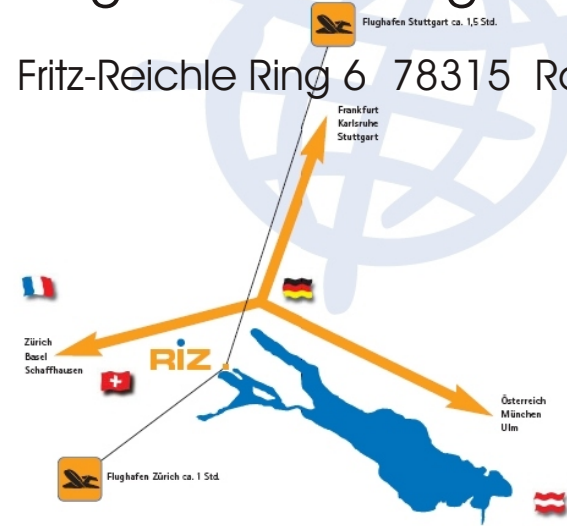 Flughafen Stuttgart ca. 1,5 Std.
Fritz-Reichle Ring 6 78315
Frankfurt
Karlsruhe
Stuttgart
Zürich
Basel
Schaffhausen
RIZ
Österreich
München
Ulm
Flughafen Zürich ca. 1 Std.